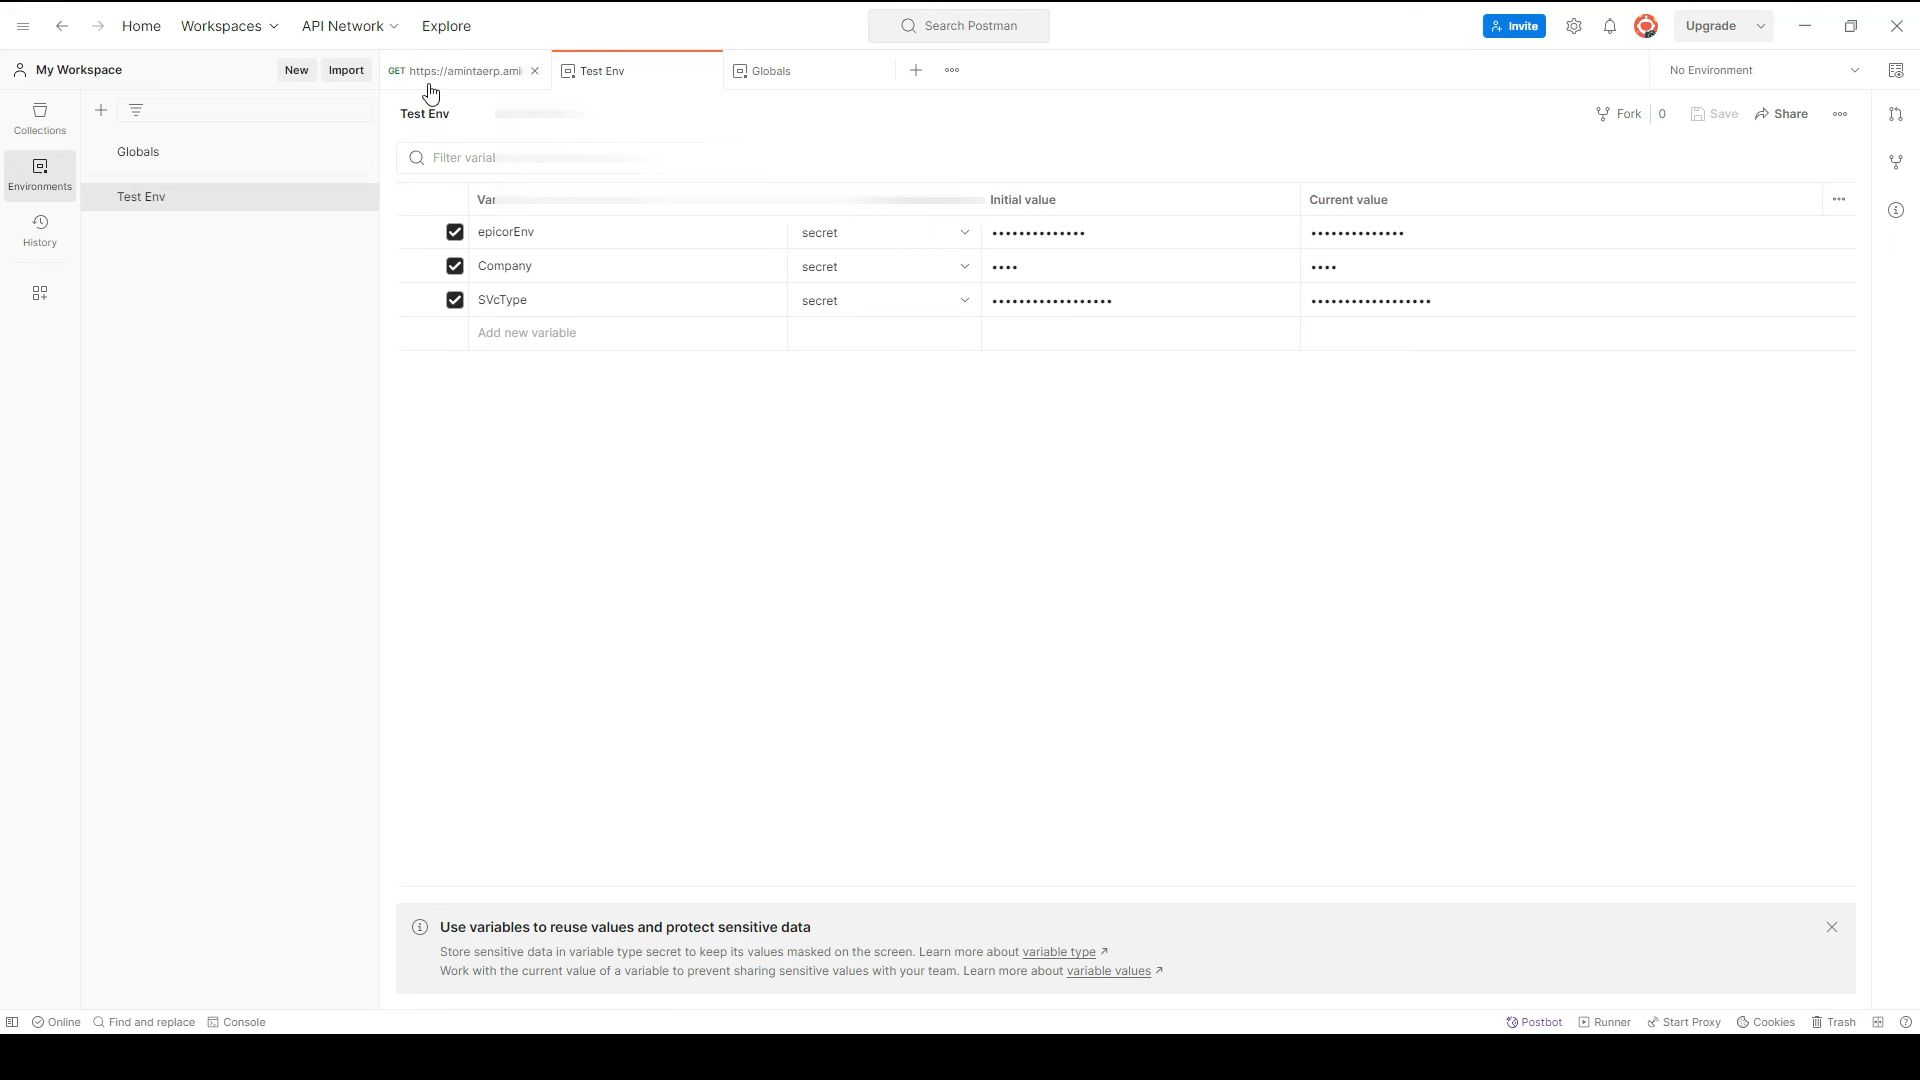 Home Workspaces API Network Explore Search Postman Invite Upgrade
My Workspace New Import GET https://amintaerp.ami Test Env Globals No Environment
Collections
Environments
History
Globals
Test Env
Test Env Fork 0 Save Share
Filter
Initial value Current value
epicorEnv secret •••••••••••••• ••••••••••••••
Company secret •••• ••••
SVcType secret •••••••••••••••••• ••••••••••••••••••
Add new variable
Use variables to reuse values and protect sensitive data
Store sensitive data in variable type secret to keep its values masked on the screen. Learn more about variable type ↗
Work with the current value of a variable to prevent sharing sensitive values with your team. Learn more about variable values ↗
Online Find and replace Console Postbot Runner Start Proxy Cookies Trash